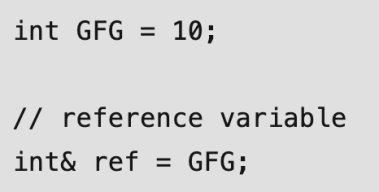 int GFG = 10;
// reference variable
int& ref = GFG;